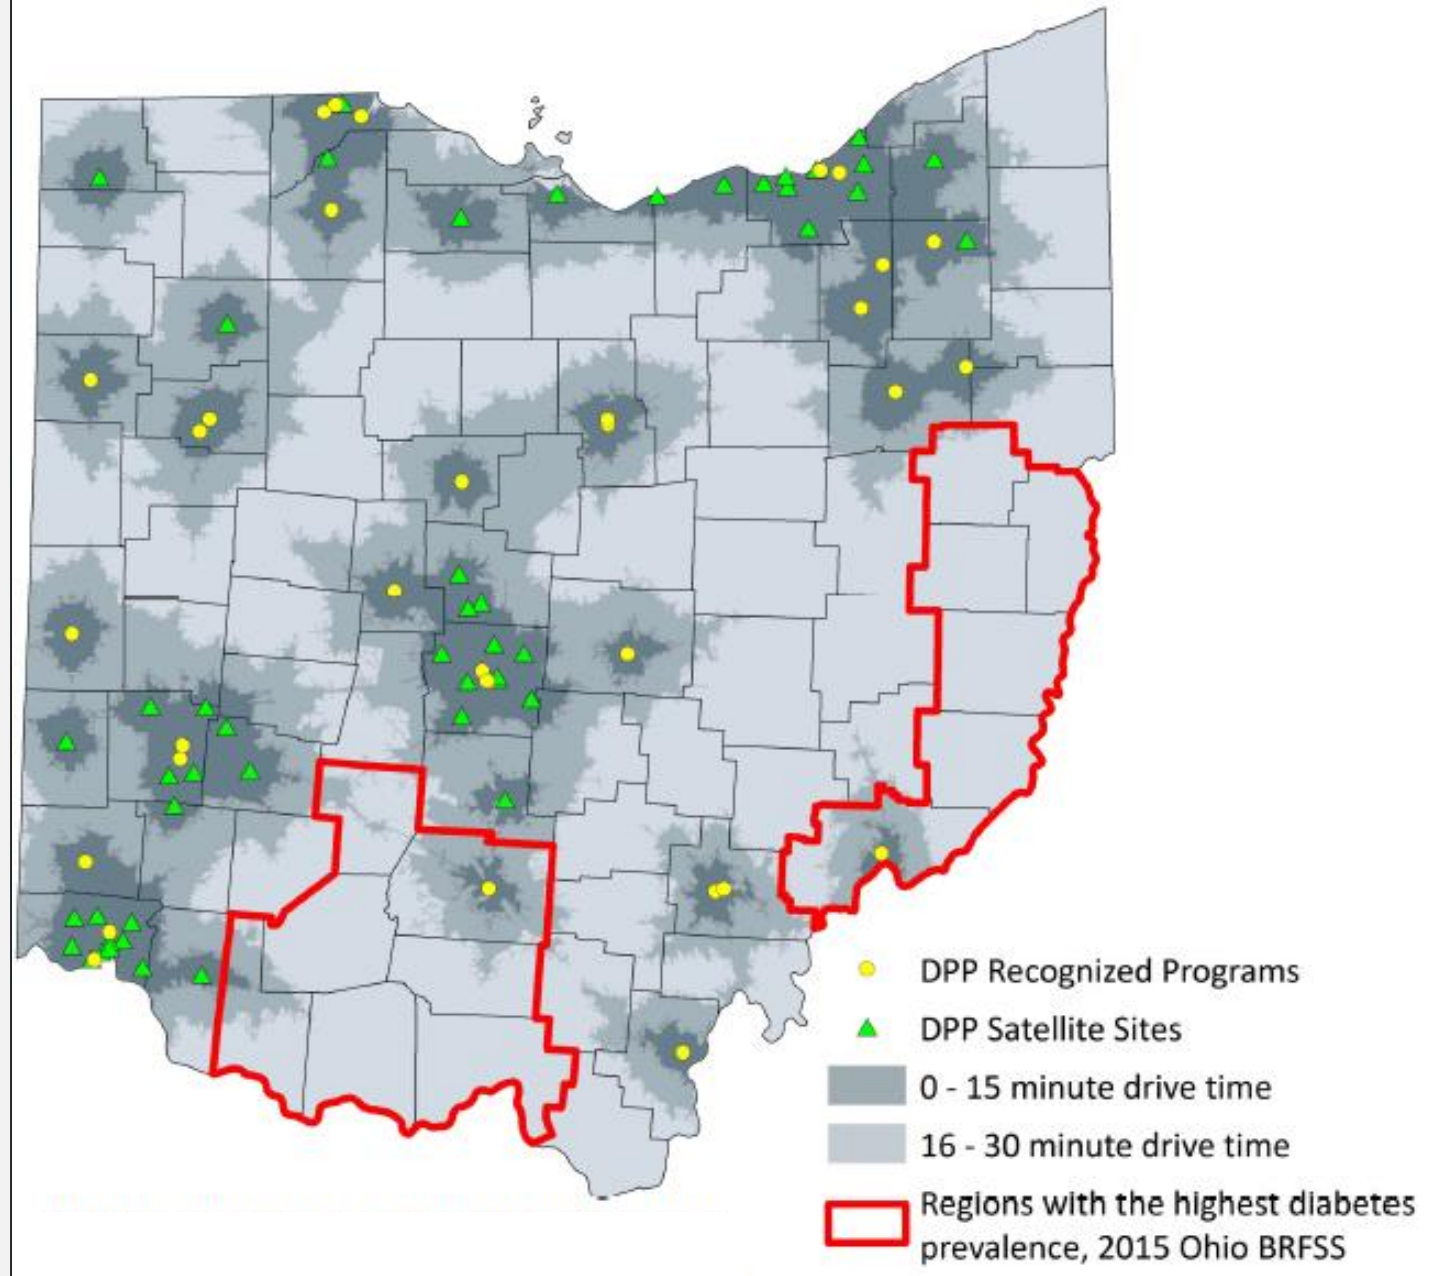 DPP Recognized Programs
DPP Satellite Sites
0 - 15 minute drive time
16 - 30 minute drive time
Regions with the highest diabetes
prevalence, 2015 Ohio BRFSS